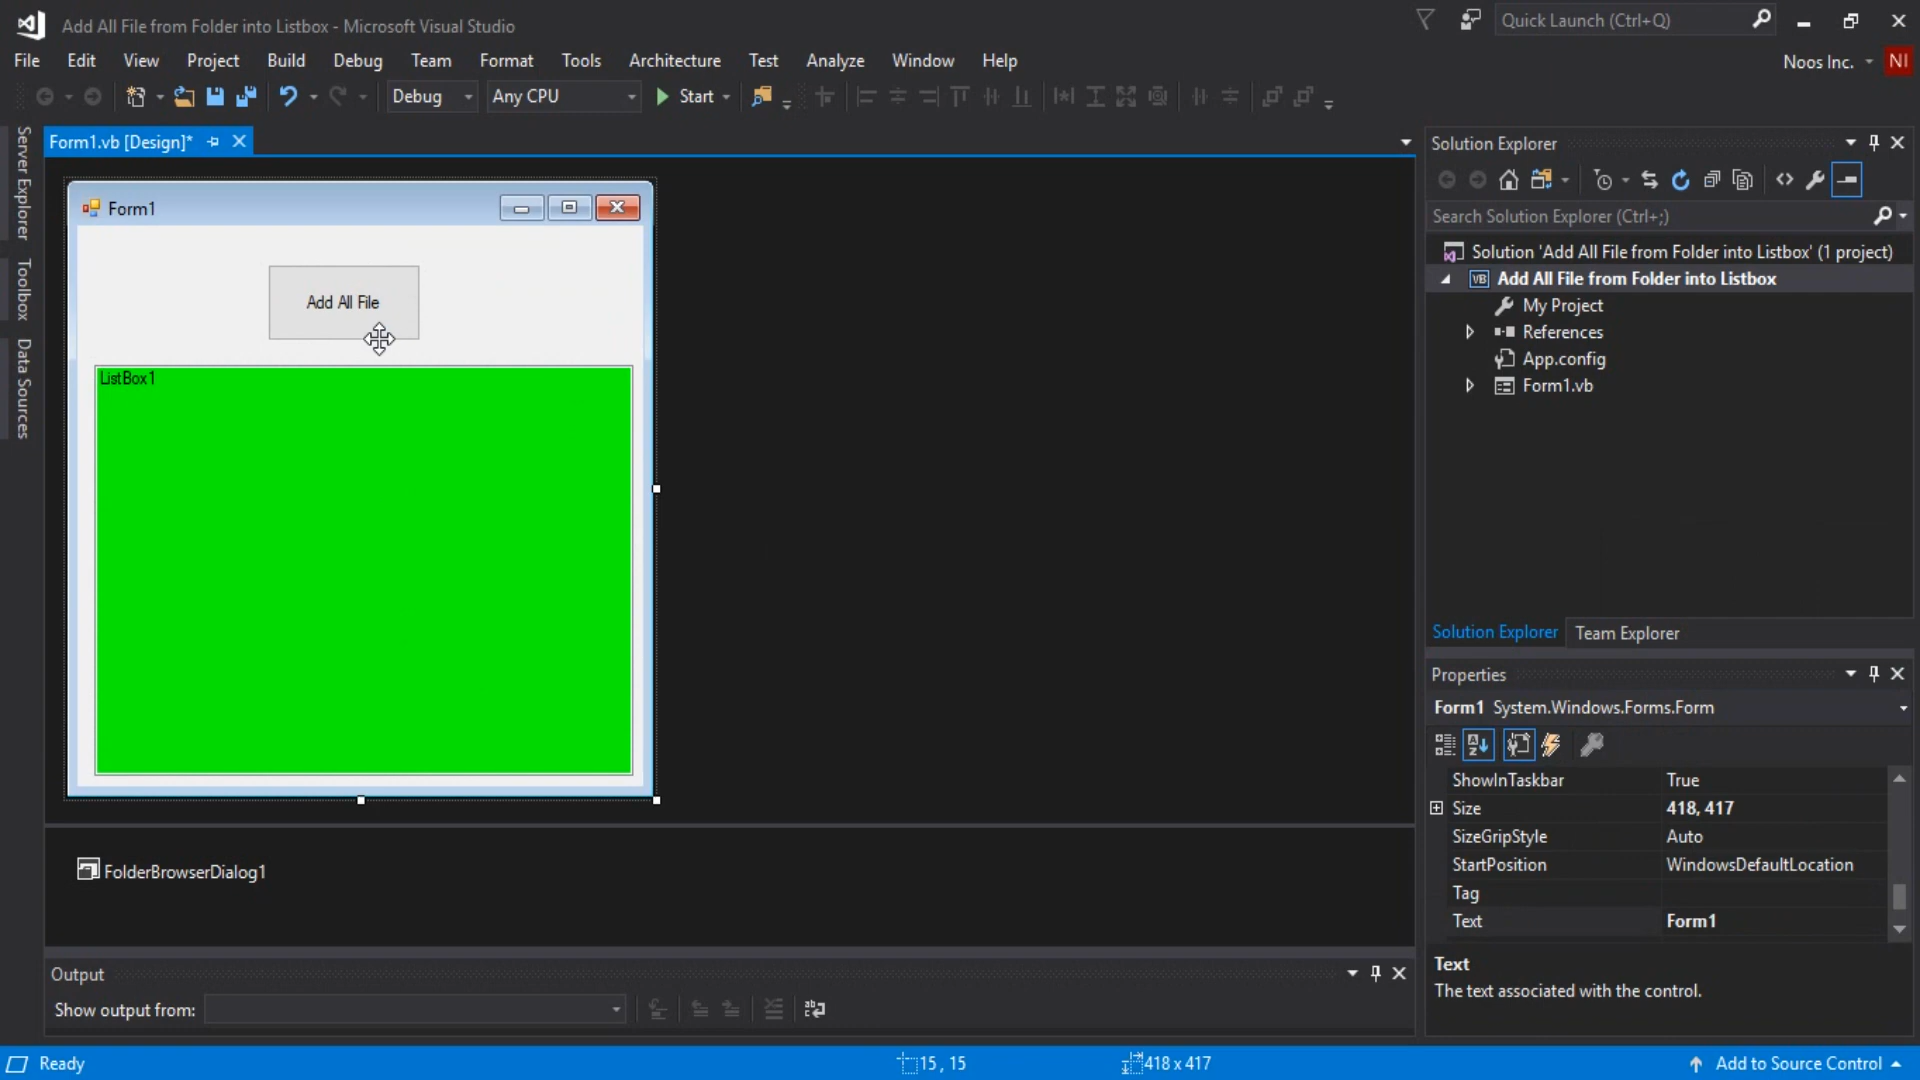 Add All File from Folder into Listbox - Microsoft Visual Studio
Quick Launch (Ctrl+Q)
File Edit View Project Build Debug Team Format Tools Architecture Test Analyze Window Help
Noos Inc. NI
Debug Any CPU Start
Server Explorer
Toolbox
Data Sources
Form1.vb [Design]*
Form1
Add All File
ListBox1
FolderBrowserDialog1
Output
Show output from:
Solution Explorer
Search Solution Explorer (Ctrl+;)
Solution 'Add All File from Folder into Listbox' (1 project)
VB Add All File from Folder into Listbox
My Project
References
App.config
Form1.vb
Solution Explorer Team Explorer
Properties
Form1 System.Windows.Forms.Form
ShowInTaskbar True
Size 418, 417
SizeGripStyle Auto
StartPosition WindowsDefaultLocation
Tag
Text Form1
Text
The text associated with the control.
Ready
15 , 15
418 x 417
Add to Source Control